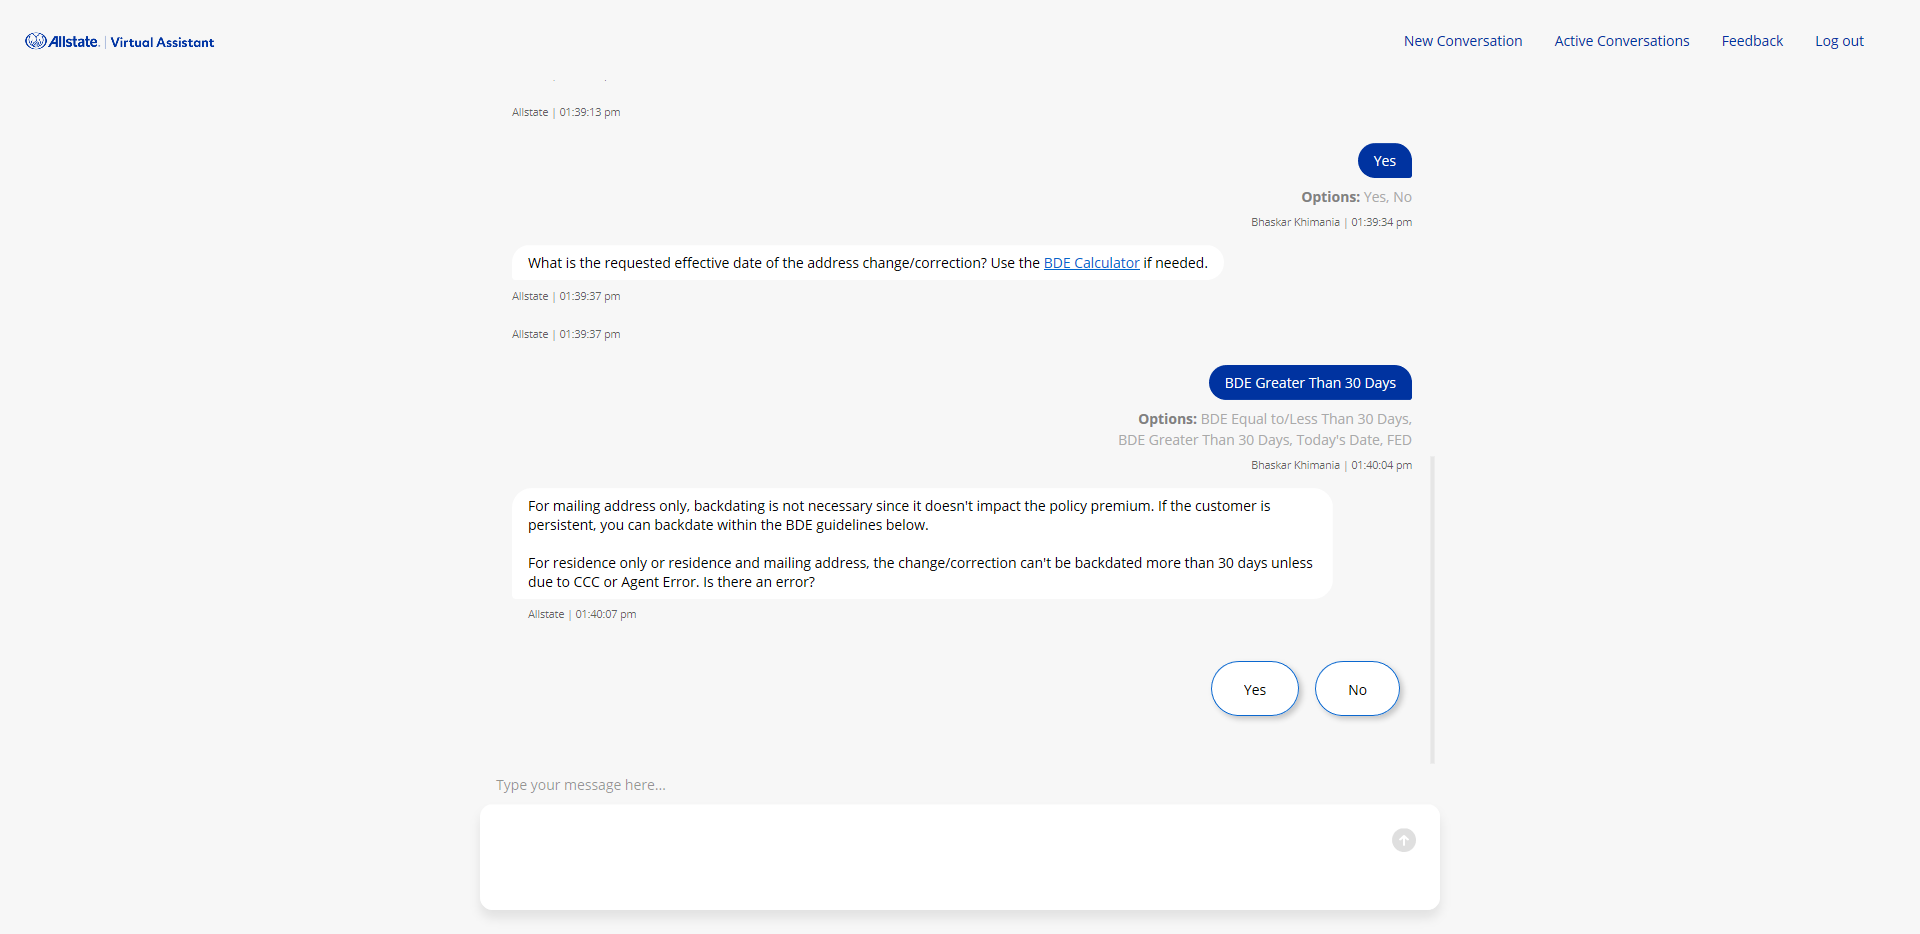 Allstate. | Virtual Assistant
New Conversation
Active Conversations
Feedback
Log out
Allstate | 01:39:13 pm
Yes
Options: Yes, No
Bhaskar Khimania | 01:39:34 pm
What is the requested effective date of the address change/correction? Use the BDE Calculator if needed.
Allstate | 01:39:37 pm
Allstate | 01:39:37 pm
BDE Greater Than 30 Days
Options: BDE Equal to/Less Than 30 Days,
BDE Greater Than 30 Days, Today's Date, FED
Bhaskar Khimania | 01:40:04 pm
For mailing address only, backdating is not necessary since it doesn't impact the policy premium. If the customer is
persistent, you can backdate within the BDE guidelines below.
For residence only or residence and mailing address, the change/correction can't be backdated more than 30 days unless
due to CCC or Agent Error. Is there an error?
Allstate | 01:40:07 pm
Yes
No
Type your message here...